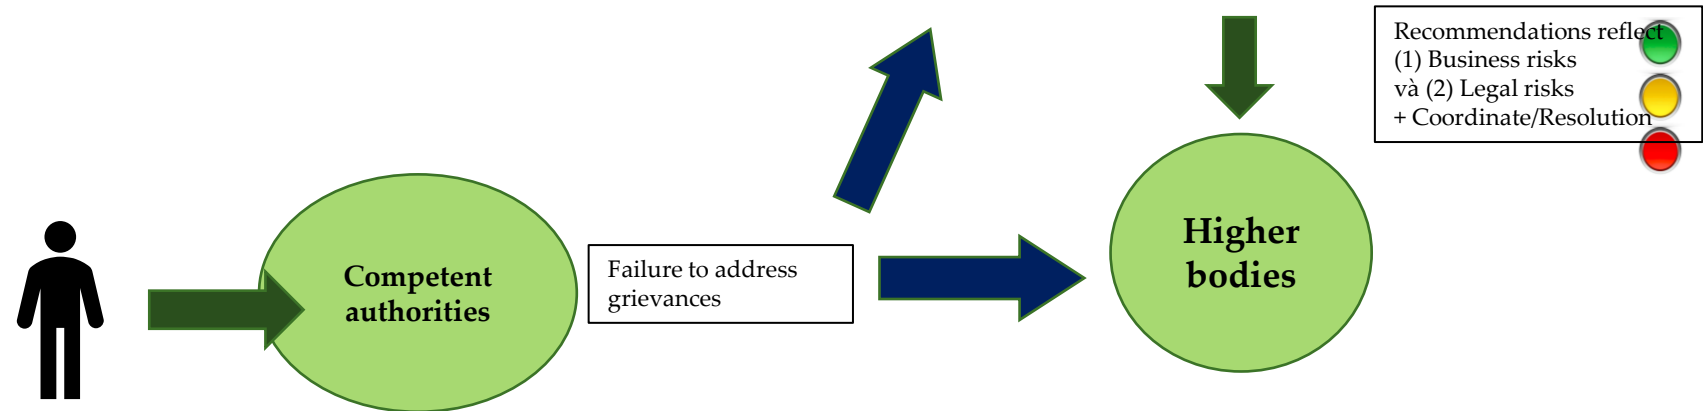 Recommendations reflect
(1) Business risks
và (2) Legal risks
+ Coordinate/Resolution
Competent
authorities
Failure to address
grievances
Higher
bodies